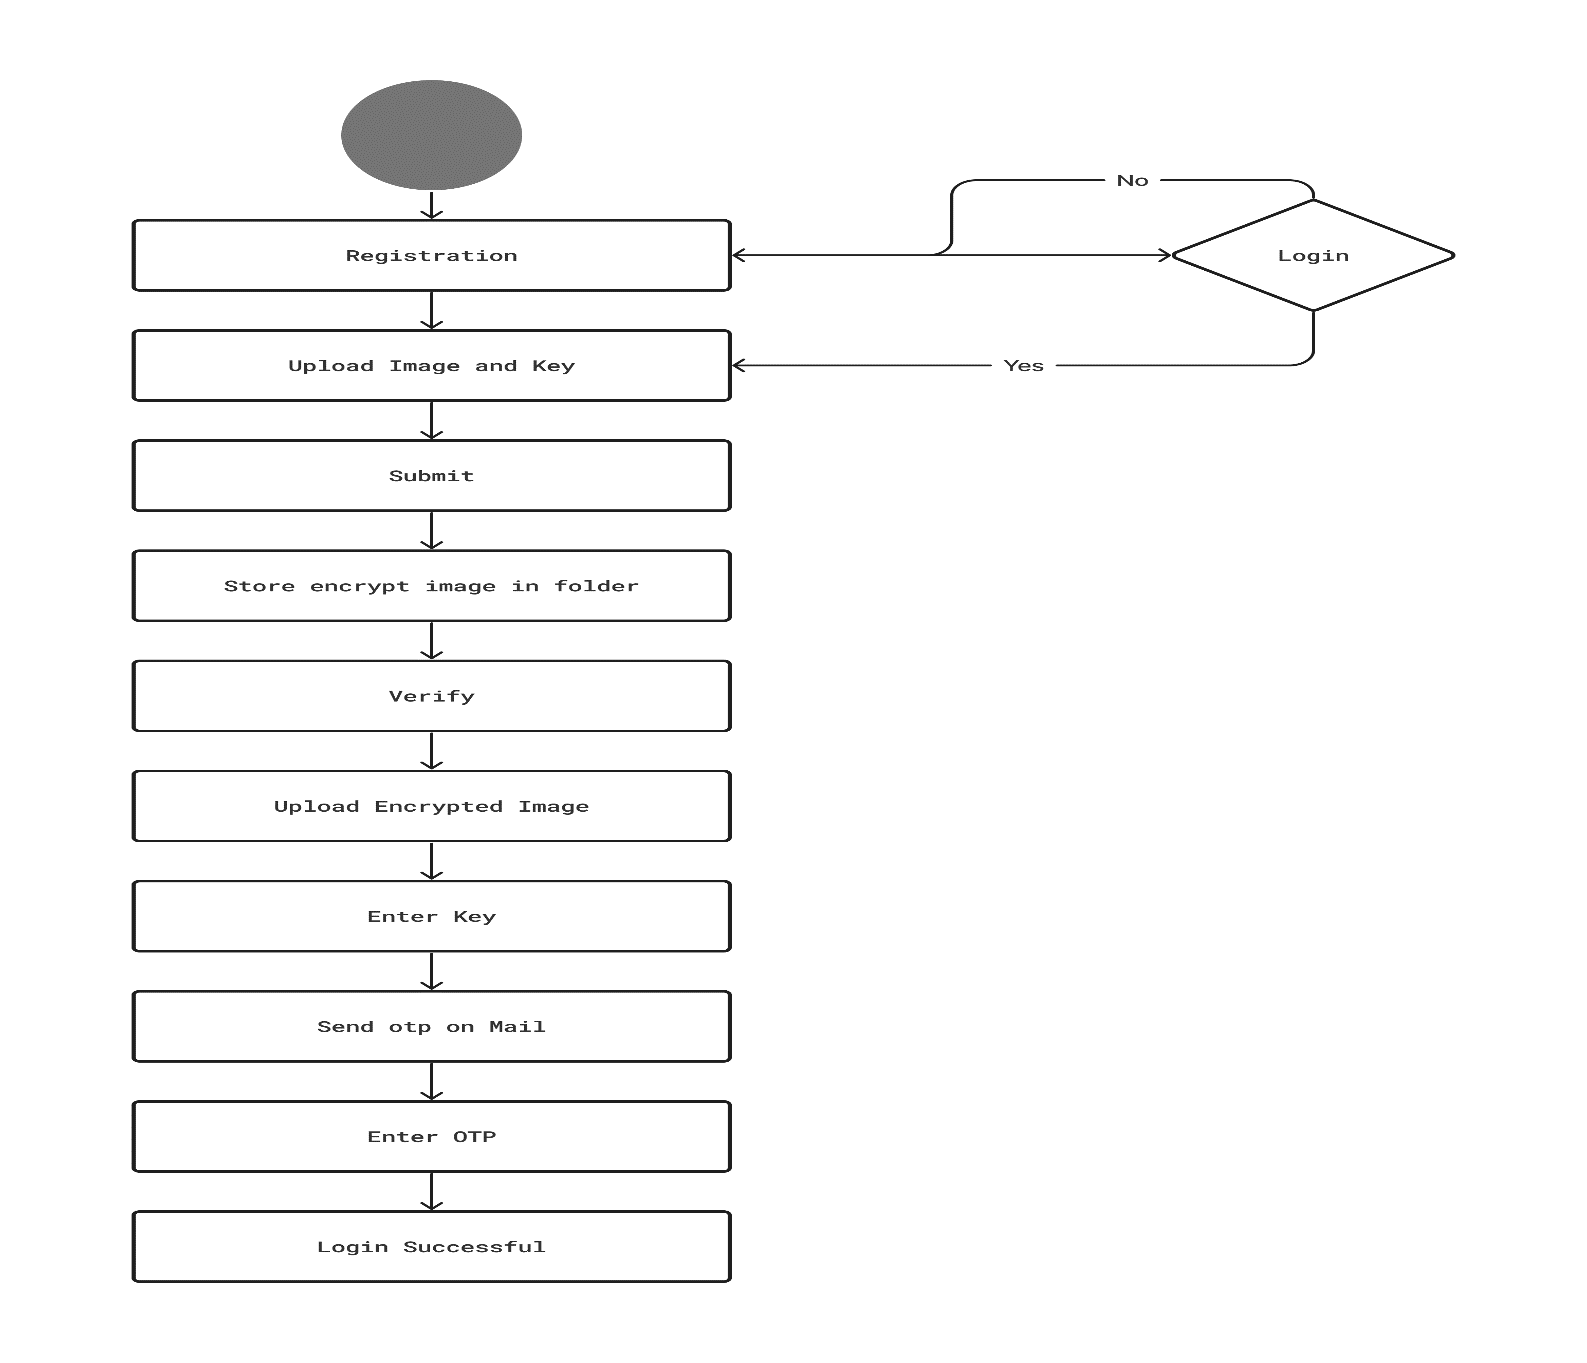 No
Registration
Login
Upload Image and Key
Yes
Submit
Store encrypt image in folder
Verify
Upload Encrypted Image
Enter Key
Send otp on Mail
Enter OTP
Login Successful